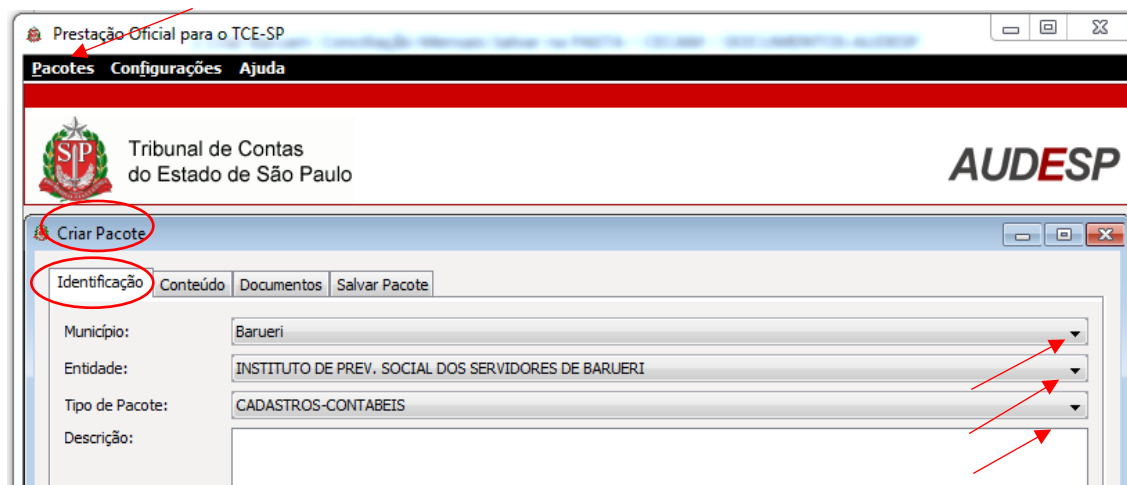 Prestação Oficial para o TCE-SP
Pacotes Configurações Ajuda
SP
Tribunal de Contas
do Estado de São Paulo
AUDESP
Criar Pacote
Identificação Conteúdo Documentos Salvar Pacote
Município: Barueri
Entidade: INSTITUTO DE PREV. SOCIAL DOS SERVIDORES DE BARUERI
Tipo de Pacote: CADASTROS-CONTABEIS
Descrição: